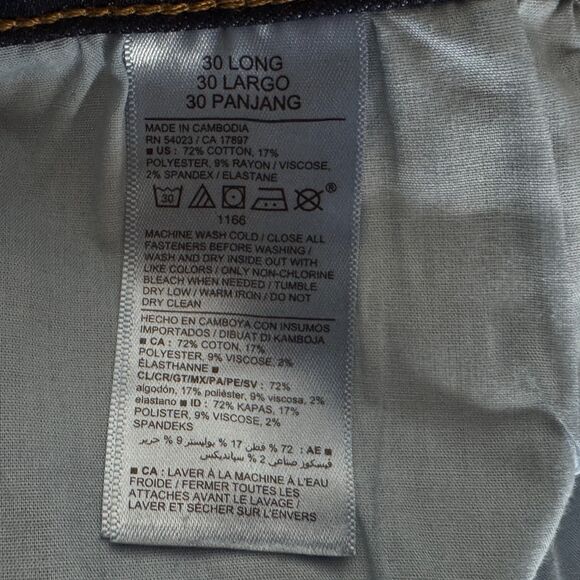 30 LONG
30 LARGO
30 PANJANG
MADE IN CAMBODIA
RN 54023 / CA 17897
■ US : 72% COTTON, 17%
POLYESTER, 9% RAYON / VISCOSE,
2% SPANDEX / ELASTANE
30 ®
1166
MACHINE WASH COLD / CLOSE ALL
FASTENERS BEFORE WASHING /
WASH AND DRY INSIDE OUT WITH
LIKE COLORS / ONLY NON-CHLORINE
BLEACH WHEN NEEDED / TUMBLE
DRY LOW / WARM IRON / DO NOT
DRY CLEAN
HECHO EN CAMBOYA CON INSUMOS
IMPORTADOS / DIBUAT DI KAMBOJA
■ CA : 72% COTON, 17%
POLYESTER, 9% VISCOSE, 2%
ÉLASTHANNE ■
CL/CR/GT/MX/PA/PE/SV : 72%
algodón, 17% poliéster, 9% viscosa, 2%
elastano ■ ID : 72% KAPAS, 17%
POLISTER, 9% VISCOSE, 2%
SPANDEKS
■ AE : 72 % قطن 17 % بوليستر 9 % حرير
فيسكوز صناعي 2 % سباندیکس
■ CA : LAVER À LA MACHINE À L'EAU
FROIDE / FERMER TOUTES LES
ATTACHES AVANT LE LAVAGE /
LAVER ET SÉCHER SUR L'ENVERS